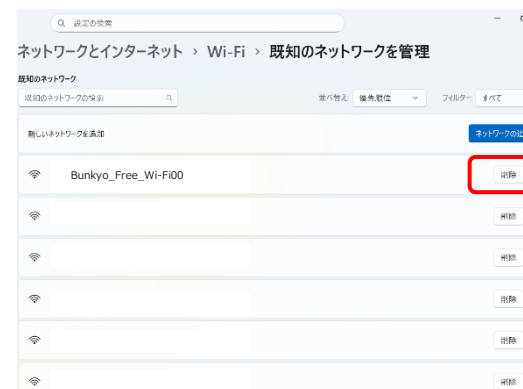 設定の検索
ネットワークとインターネット › Wi-Fi › 既知のネットワークを管理
既知のネットワーク
既知のネットワークの検索 並べ替え: 優先順位 フィルター: すべて
新しいネットワークを追加 ネットワークの追
Bunkyo_Free_Wi-Fi00 削除
削除
削除
削除
削除
削除